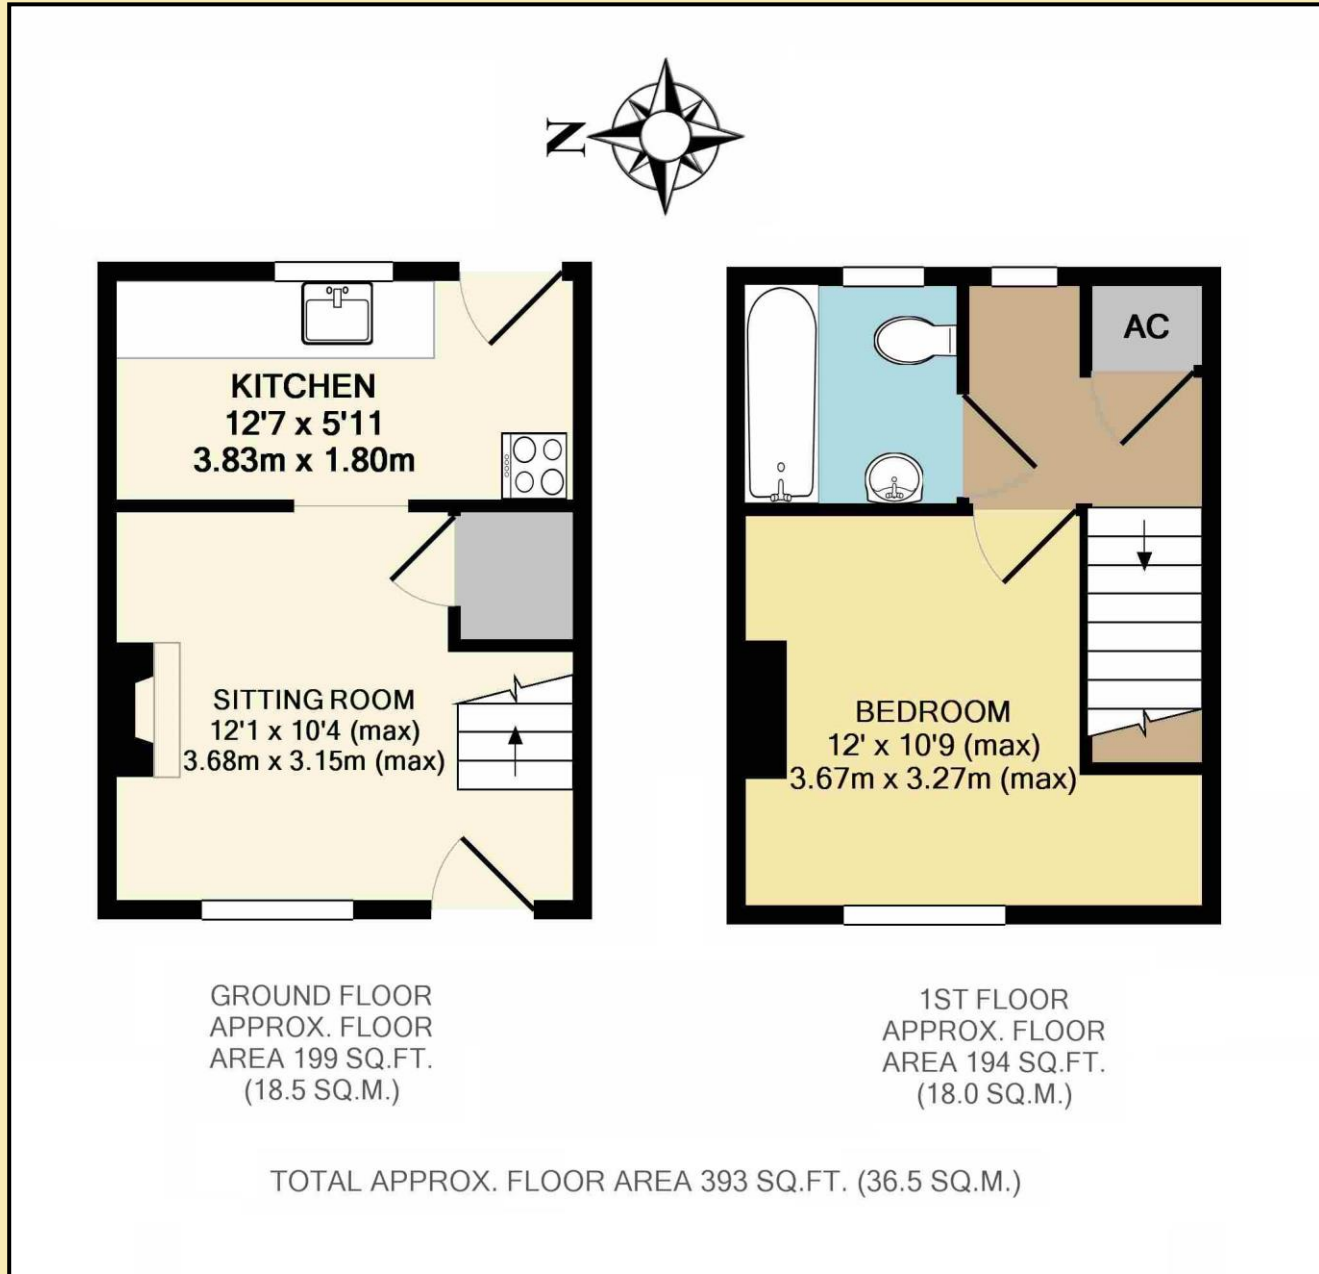 N
KITCHEN
12'7 x 5'11
3.83m x 1.80m
SITTING ROOM
12'1 x 10'4 (max)
3.68m x 3.15m (max)
GROUND FLOOR
APPROX. FLOOR
AREA 199 SQ.FT.
(18.5 SQ.M.)
AC
BEDROOM
12' x 10'9 (max)
3.67m x 3.27m (max)
1ST FLOOR
APPROX. FLOOR
AREA 194 SQ.FT.
(18.0 SQ.M.)
TOTAL APPROX. FLOOR AREA 393 SQ.FT. (36.5 SQ.M.)